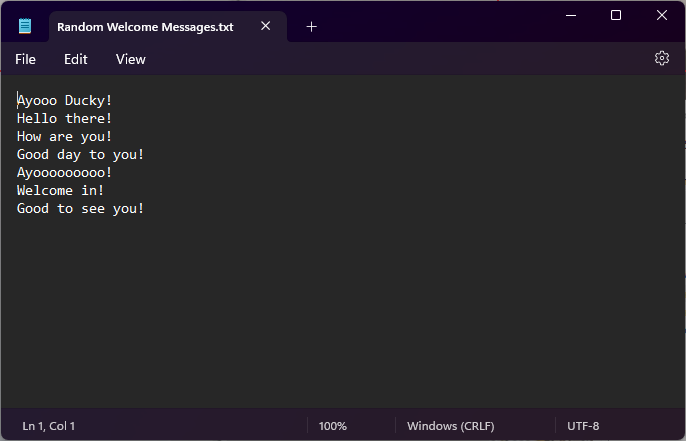 Random Welcome Messages.txt
File Edit View
Ayooo Ducky!
Hello there!
How are you!
Good day to you!
Ayooooooooo!
Welcome in!
Good to see you!
Ln 1, Col 1 100% Windows (CRLF) UTF-8